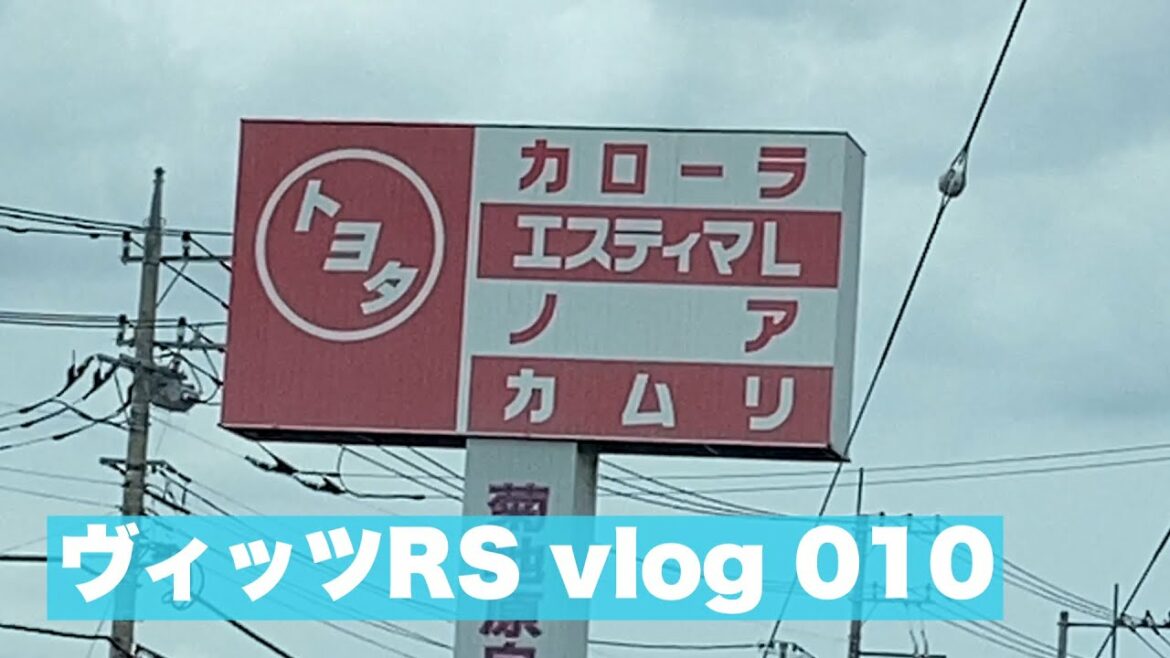 トヨタ
カローラ
エスティマL
ノア
カムリ
ヴィッツRS vlog 010